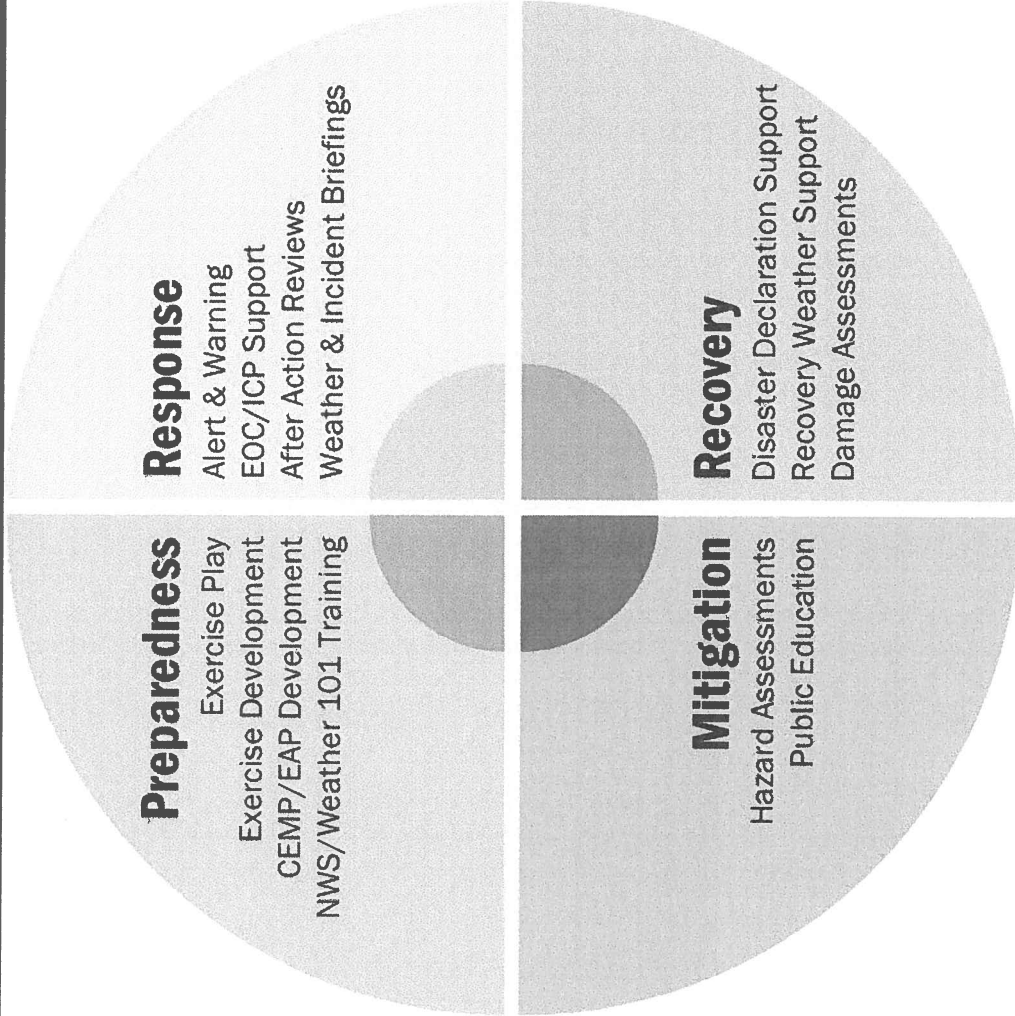 Preparedness
Exercise Play
Exercise Development
CEMP/EAP Development
NWS/Weather 101 Training
Response
Alert & Warning
EOC/ICP Support
After Action Reviews
Weather & Incident Briefings
Mitigation
Hazard Assessments
Public Education
Recovery
Disaster Declaration Support
Recovery Weather Support
Damage Assessments